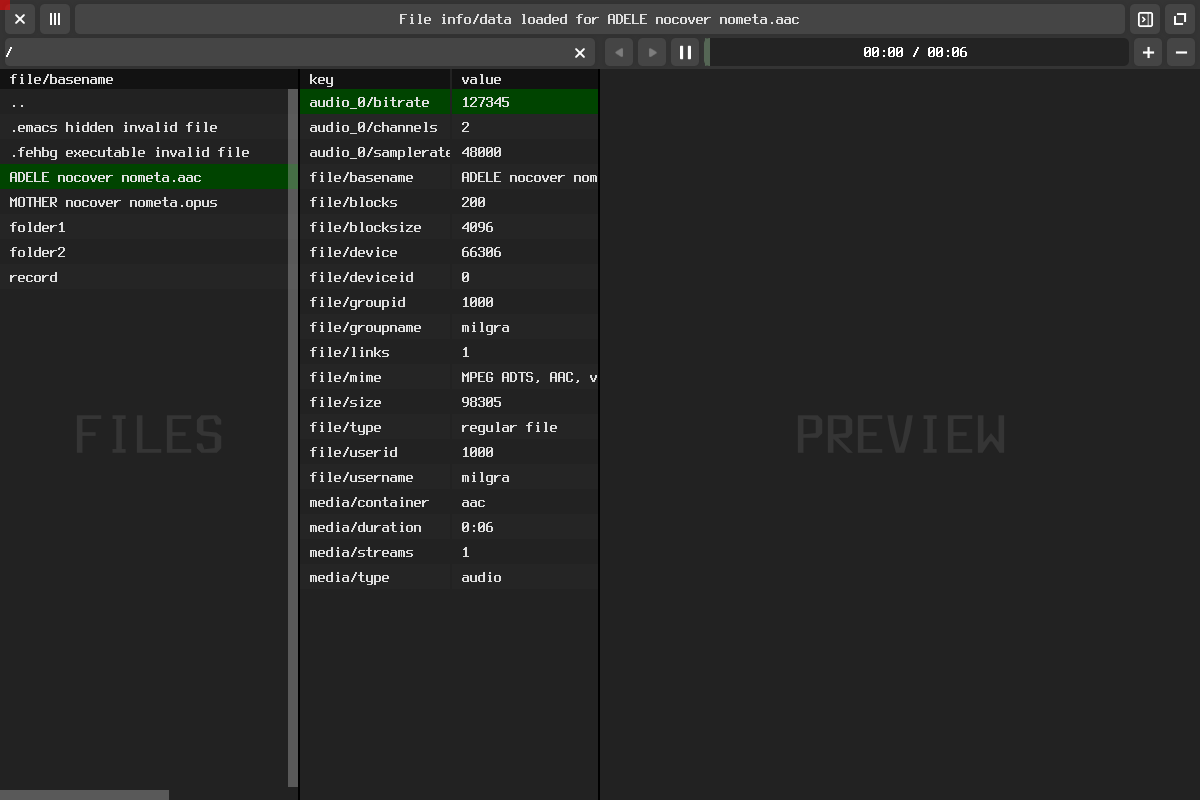 File info/data loaded for ADELE nocover nometa.aac
/
00:00 / 00:06
file/basename
..
.emacs hidden invalid file
.fehbg executable invalid file
ADELE nocover nometa.aac
MOTHER nocover nometa.opus
folder1
folder2
record
FILES
key value
audio_0/bitrate 127345
audio_0/channels 2
audio_0/samplerate 48000
file/basename ADELE nocover nom
file/blocks 200
file/blocksize 4096
file/device 66306
file/deviceid 0
file/groupid 1000
file/groupname milgra
file/links 1
file/mime MPEG ADTS, AAC, v
file/size 98305
file/type regular file
file/userid 1000
file/username milgra
media/container aac
media/duration 0:06
media/streams 1
media/type audio
PREVIEW